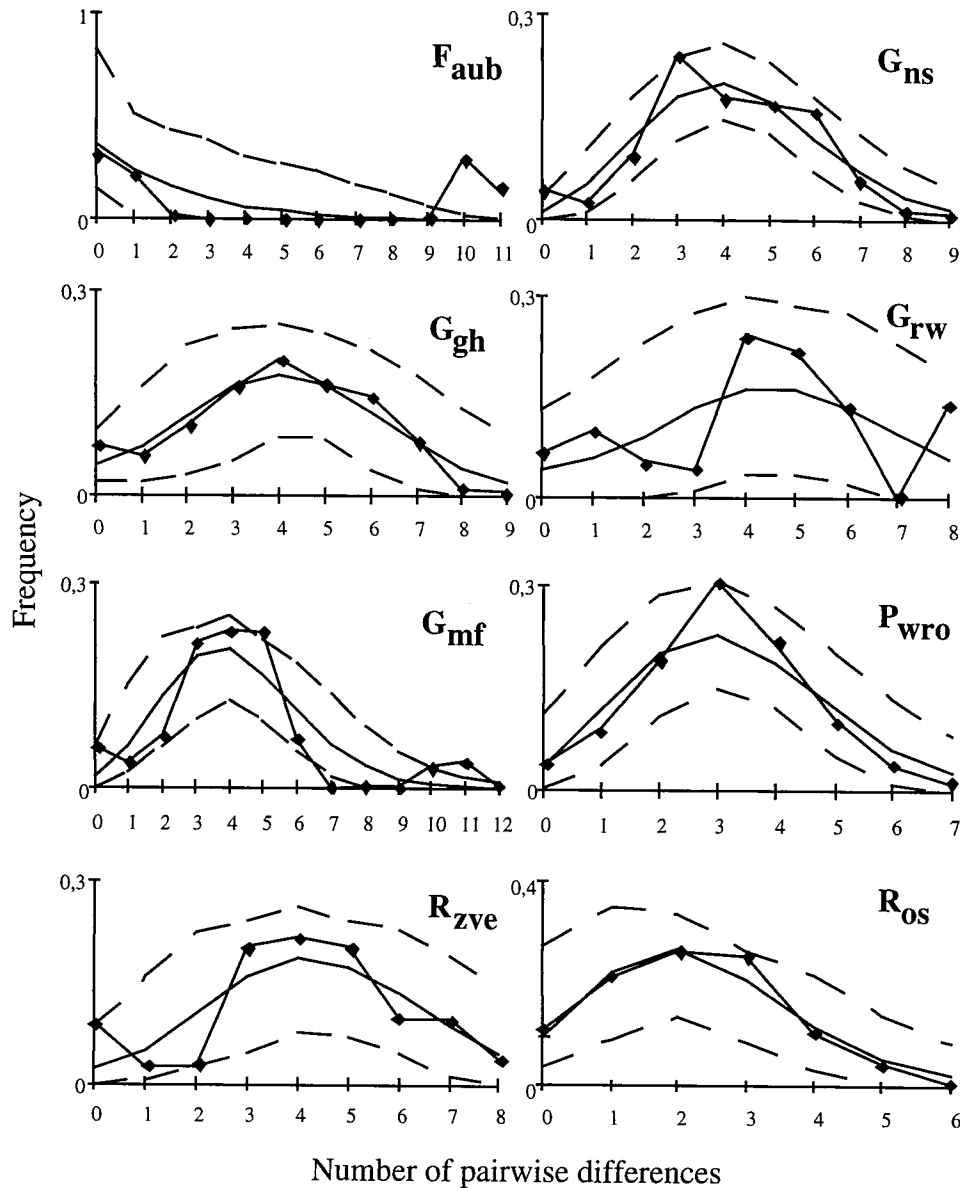 1
F aub
0
0 1 2 3 4 5 6 7 8 9 10 11
0,3
G ns
0
0 1 2 3 4 5 6 7 8 9
0,3
G gh
0
0 1 2 3 4 5 6 7 8 9
0,3
G rw
0
0 1 2 3 4 5 6 7 8
0,3
G mf
0
0 1 2 3 4 5 6 7 8 9 10 11 12
0,3
P wro
0
0 1 2 3 4 5 6 7
0,3
R zve
0
0 1 2 3 4 5 6 7 8
0,4
R os
0
0 1 2 3 4 5 6
Frequency
Number of pairwise differences